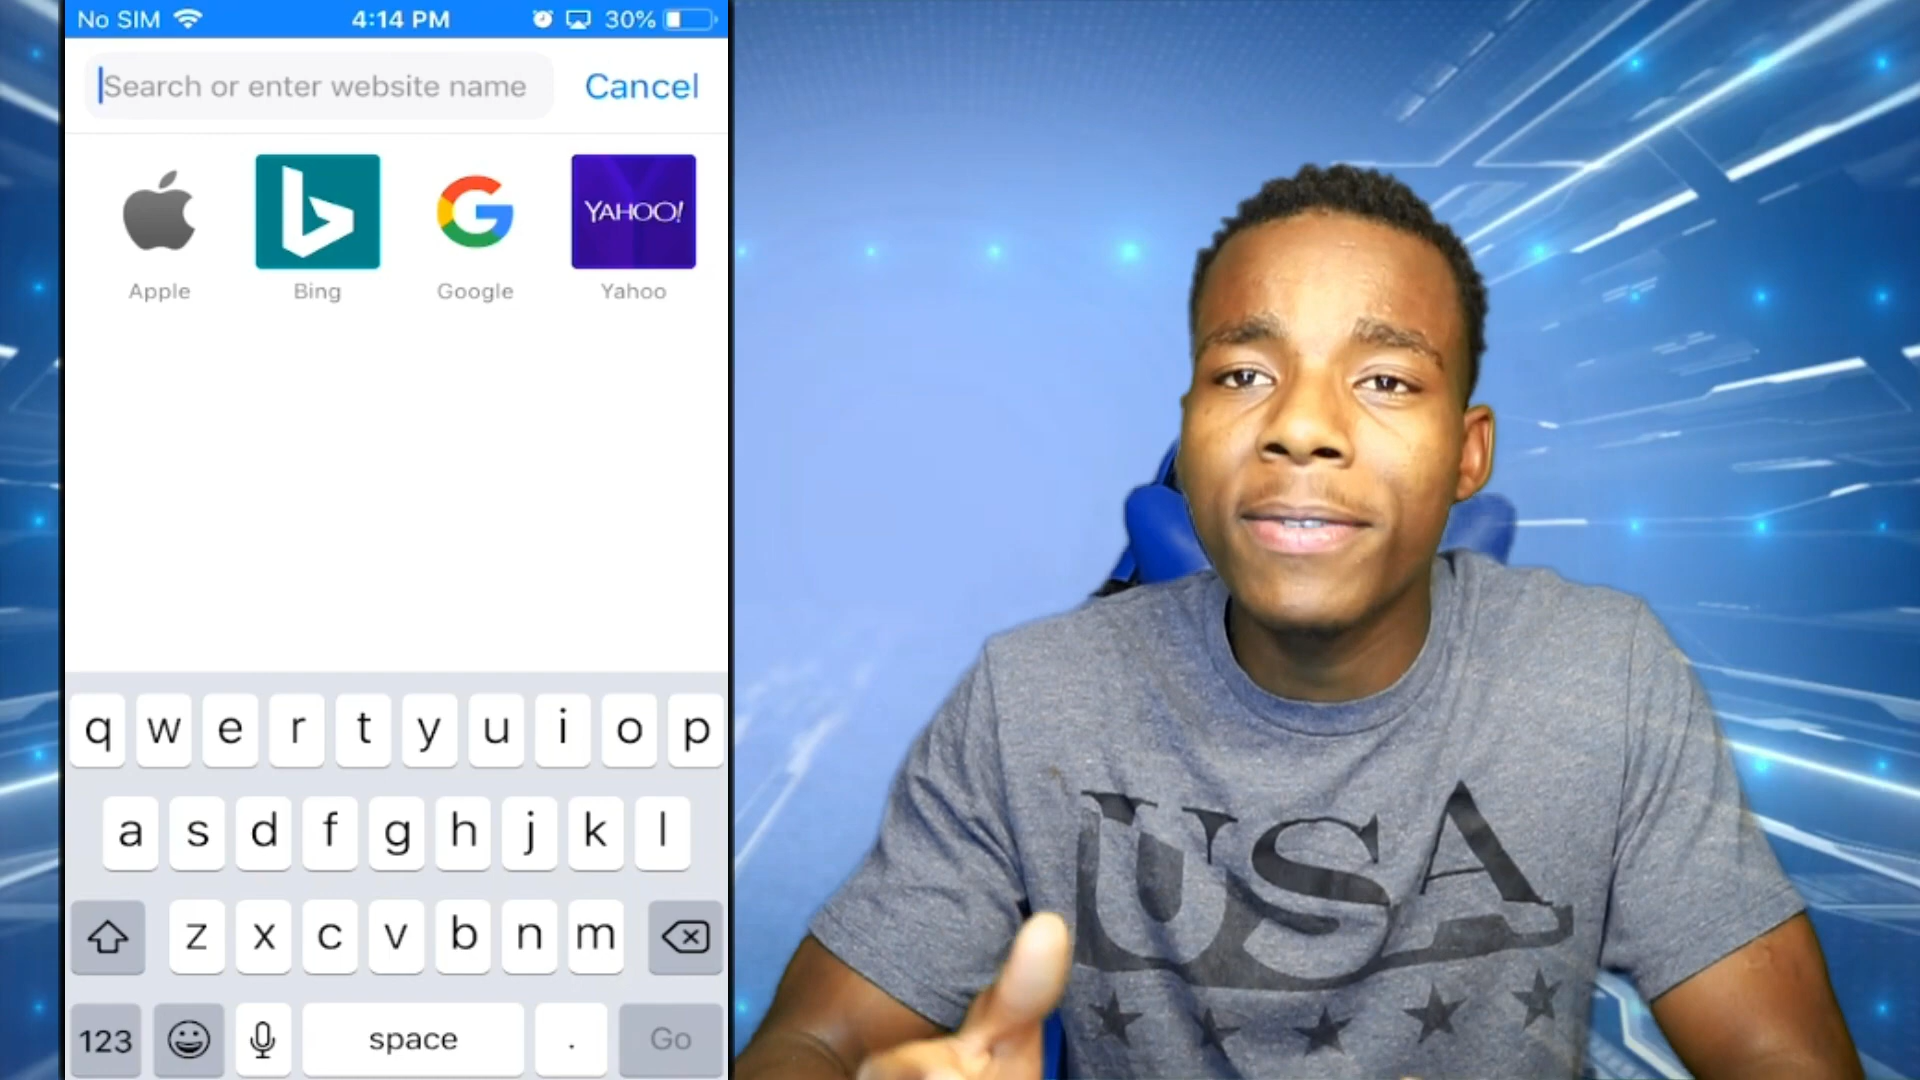 No SIM 4:14 PM 30%
Search or enter website name Cancel
YAHOO!
Apple Bing Google Yahoo
q w e r t y u i o p
a s d f g h j k l
z x c v b n m
123 space . Go
USA